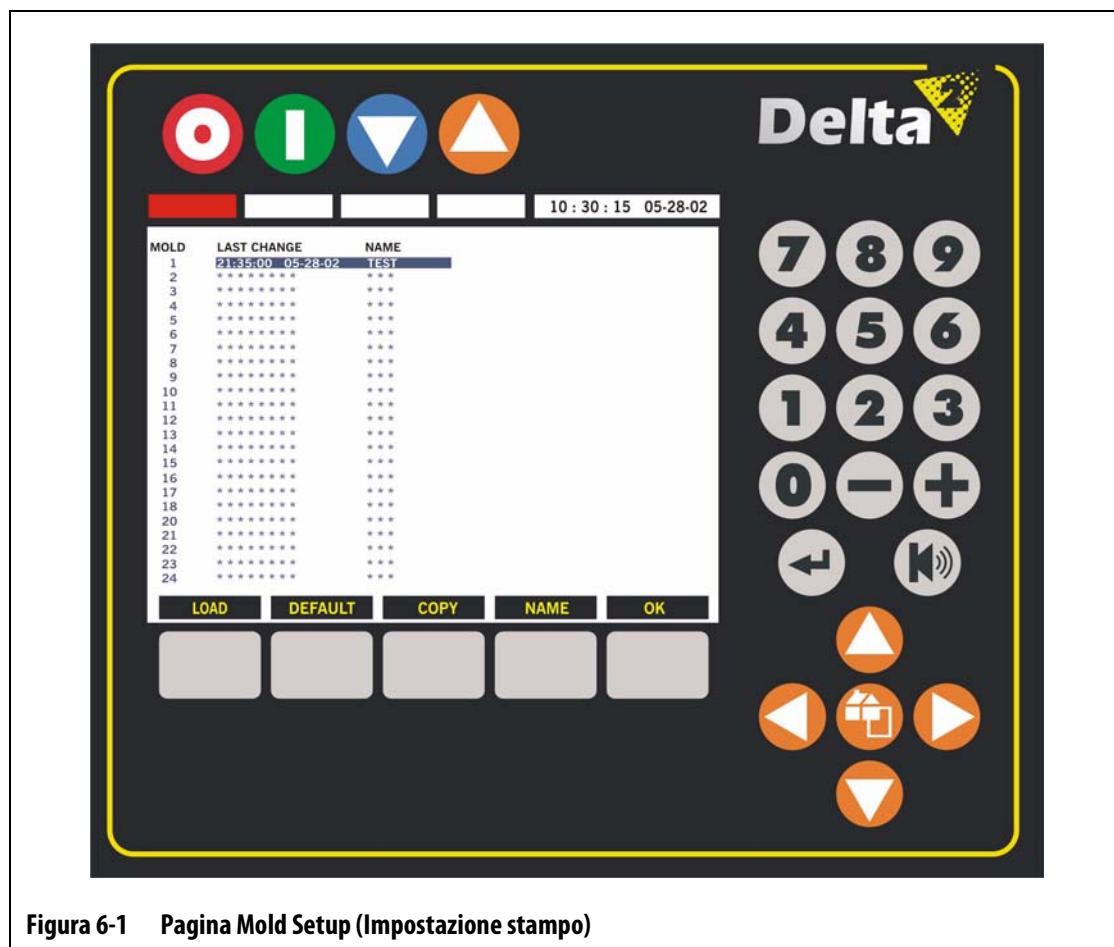 Delta 2
10 : 30 : 15 05-28-02
MOLD LAST CHANGE NAME
1 21:35:00 05-28-02 TEST
2 * * * * * * * * * * *
3 * * * * * * * * * * *
4 * * * * * * * * * * *
5 * * * * * * * * * * *
6 * * * * * * * * * * *
7 * * * * * * * * * * *
8 * * * * * * * * * * *
9 * * * * * * * * * * *
10 * * * * * * * * * * *
11 * * * * * * * * * * *
12 * * * * * * * * * * *
13 * * * * * * * * * * *
14 * * * * * * * * * * *
15 * * * * * * * * * * *
16 * * * * * * * * * * *
17 * * * * * * * * * * *
18 * * * * * * * * * * *
20 * * * * * * * * * * *
21 * * * * * * * * * * *
22 * * * * * * * * * * *
23 * * * * * * * * * * *
24 * * * * * * * * * * *
LOAD DEFAULT COPY NAME OK
7 8 9
4 5 6
1 2 3
0 − +
Figura 6-1 Pagina Mold Setup (Impostazione stampo)